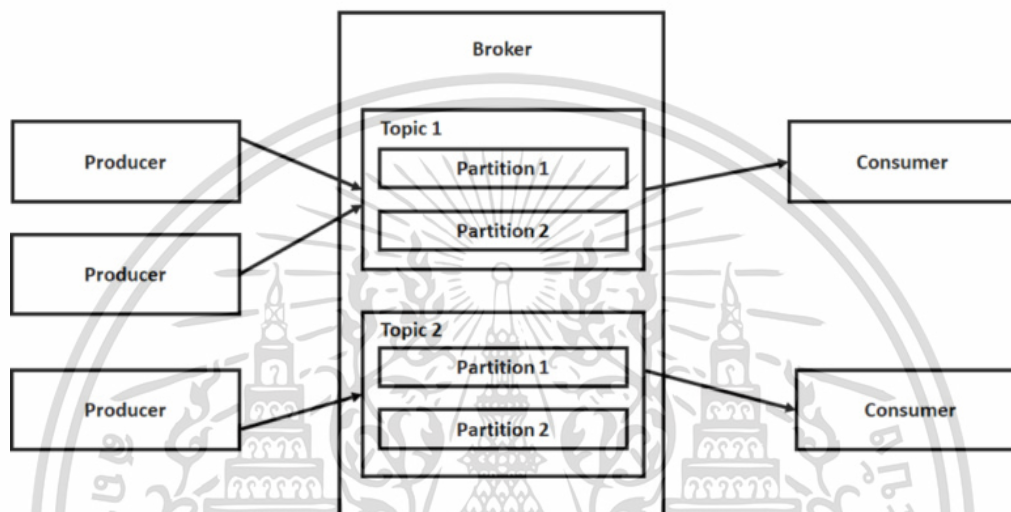 Broker
Topic 1
Producer
Partition 1
Consumer
Partition 2
Producer
Topic 2
Partition 1
Producer
Consumer
Partition 2